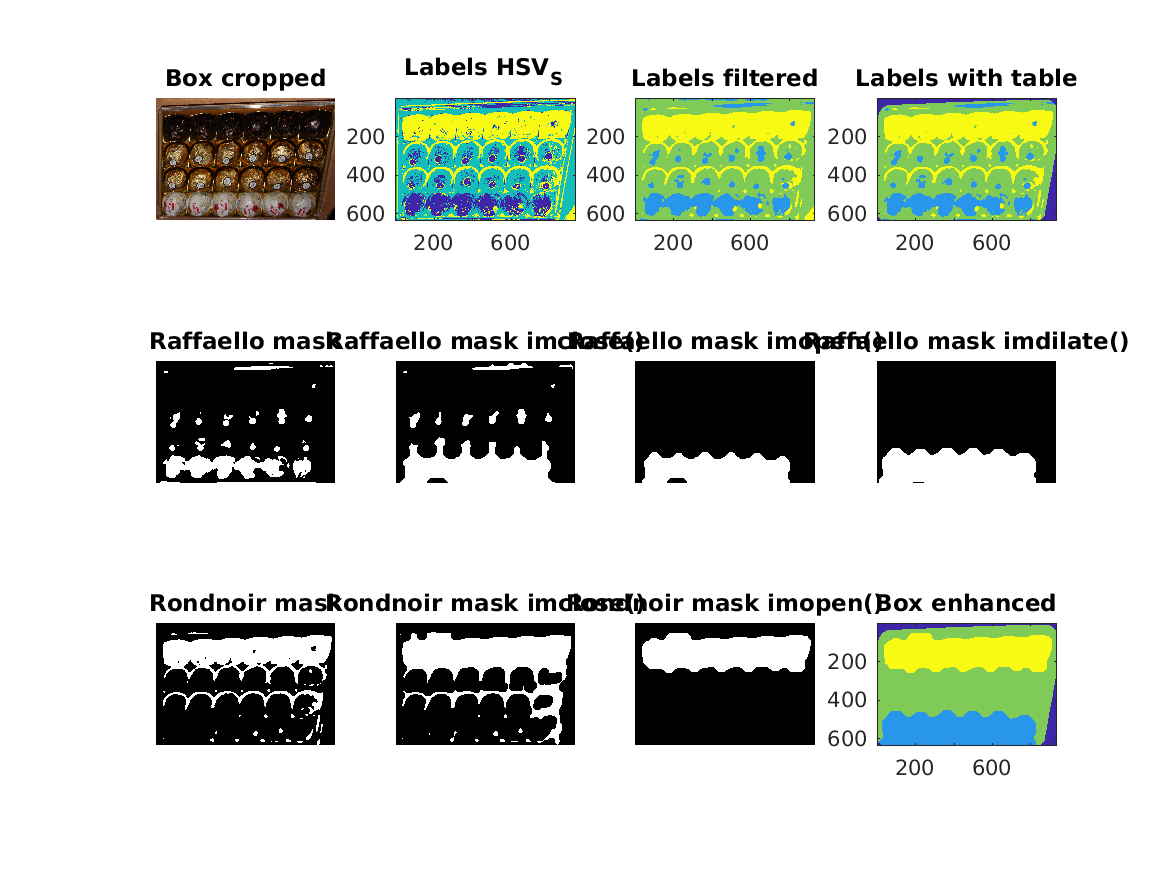 Box cropped
Labels HSV_S
Labels filtered
Labels with table
200
400
600
200 600
200
400
600
200 600
200
400
600
200 600
Raffaello mask
Raffaello mask imclose()
Raffaello mask imopen()
Raffaello mask imdilate()
Rondnoir mask
Rondnoir mask imclose()
Rondnoir mask imopen()
Box enhanced
200
400
600
200 600